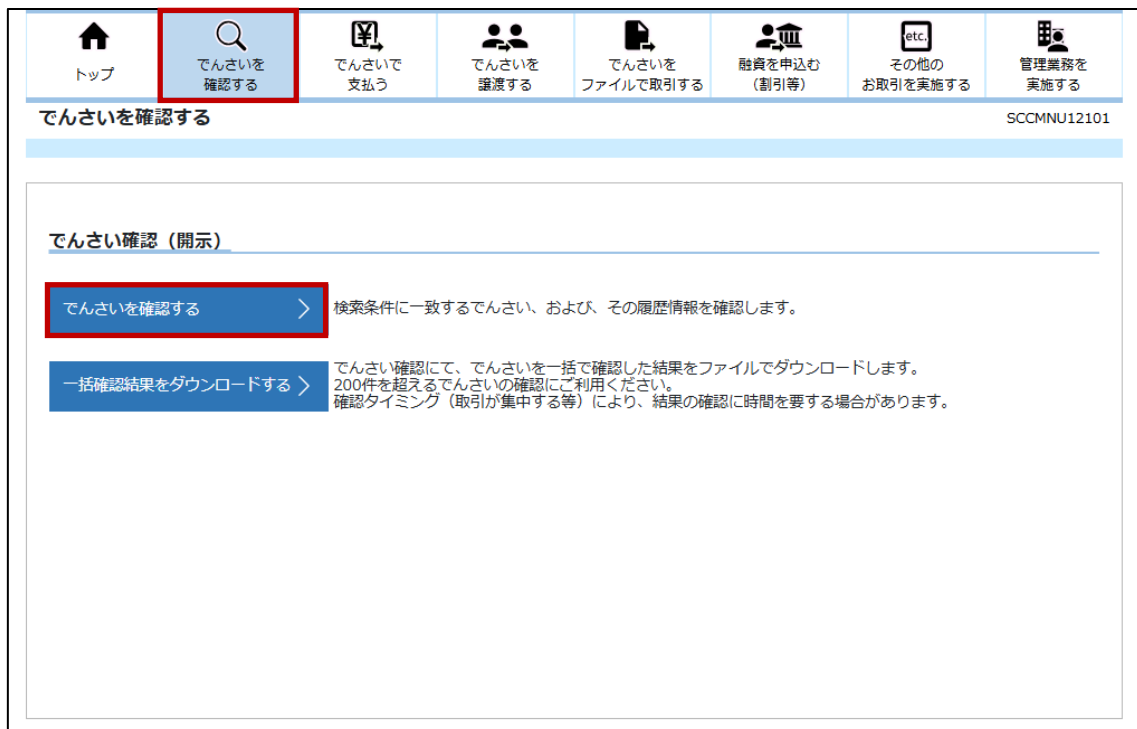 トップ
でんさいを
確認する
でんさいで
支払う
でんさいを
譲渡する
でんさいを
ファイルで取引する
融資を申込む
(割引等)
etc.
その他の
お取引を実施する
管理業務を
実施する
でんさいを確認する
SCCMNU12101
でんさい確認（開示）
でんさいを確認する
検索条件に一致するでんさい、および、その履歴情報を確認します。
一括確認結果をダウンロードする
でんさい確認にて、でんさいを一括で確認した結果をファイルでダウンロードします。
200件を超えるでんさいの確認にご利用ください。
確認タイミング（取引が集中する等）により、結果の確認に時間を要する場合があります。